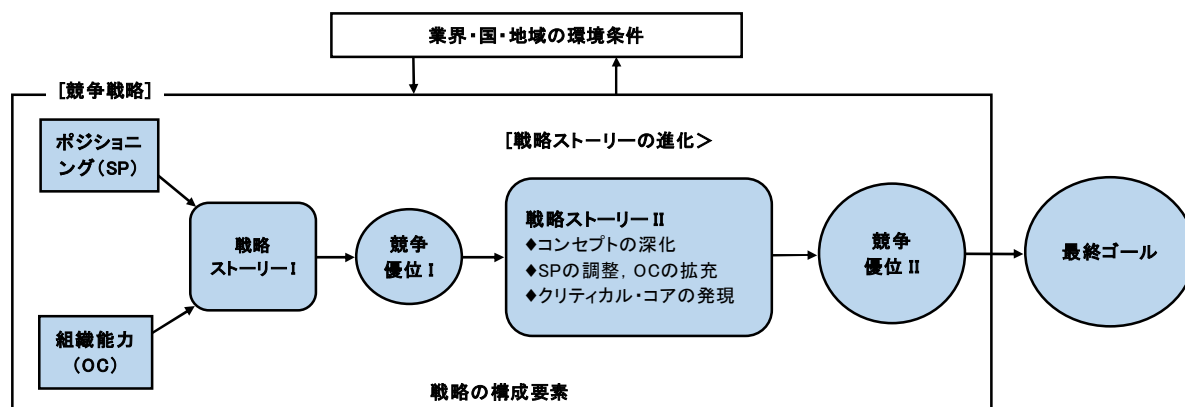 業界・国・地域の環境条件
[競争戦略]
[戦略ストーリーの進化>
ポジショニ
ング(SP)
戦略
ストーリーI
競争
優位 I
戦略ストーリー II
♦コンセプトの深化
♦SPの調整, OCの拡充
♦クリティカル・コアの発現
競争
優位 II
最終ゴール
組織能力
(OC)
戦略の構成要素